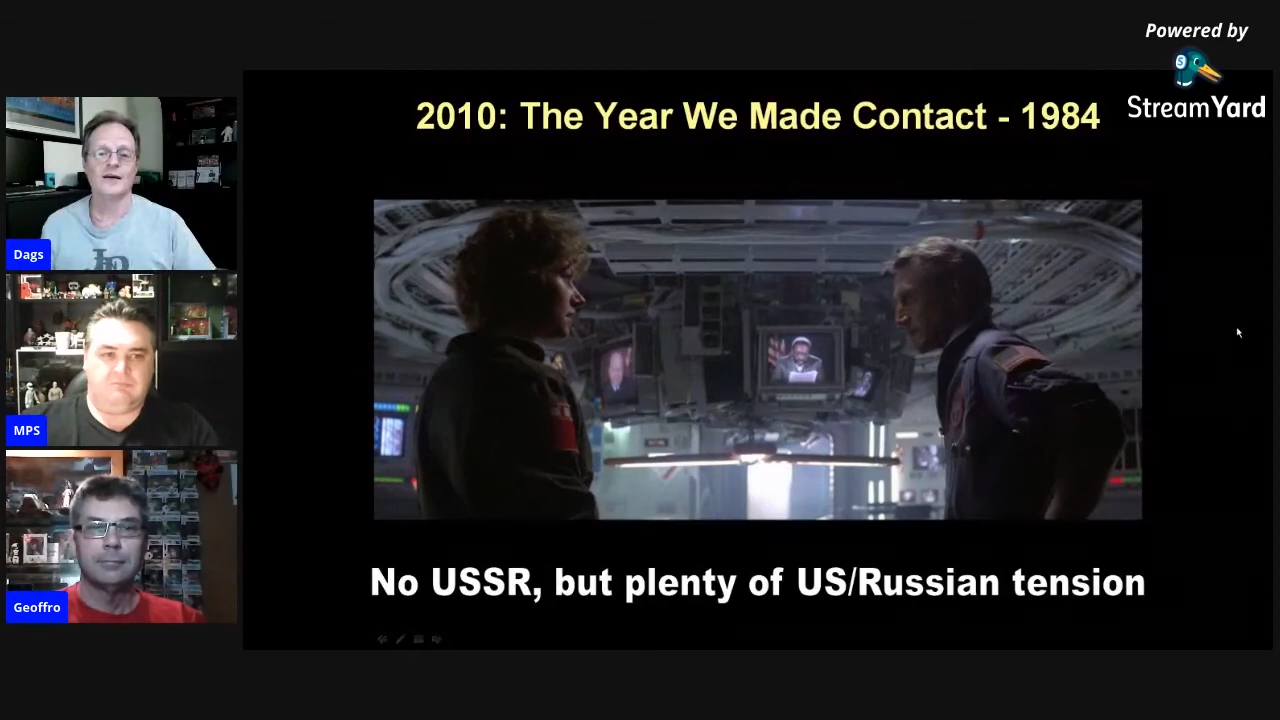 Powered by
StreamYard
2010: The Year We Made Contact - 1984
Dags
MPS
Geoffro
No USSR, but plenty of US/Russian tension